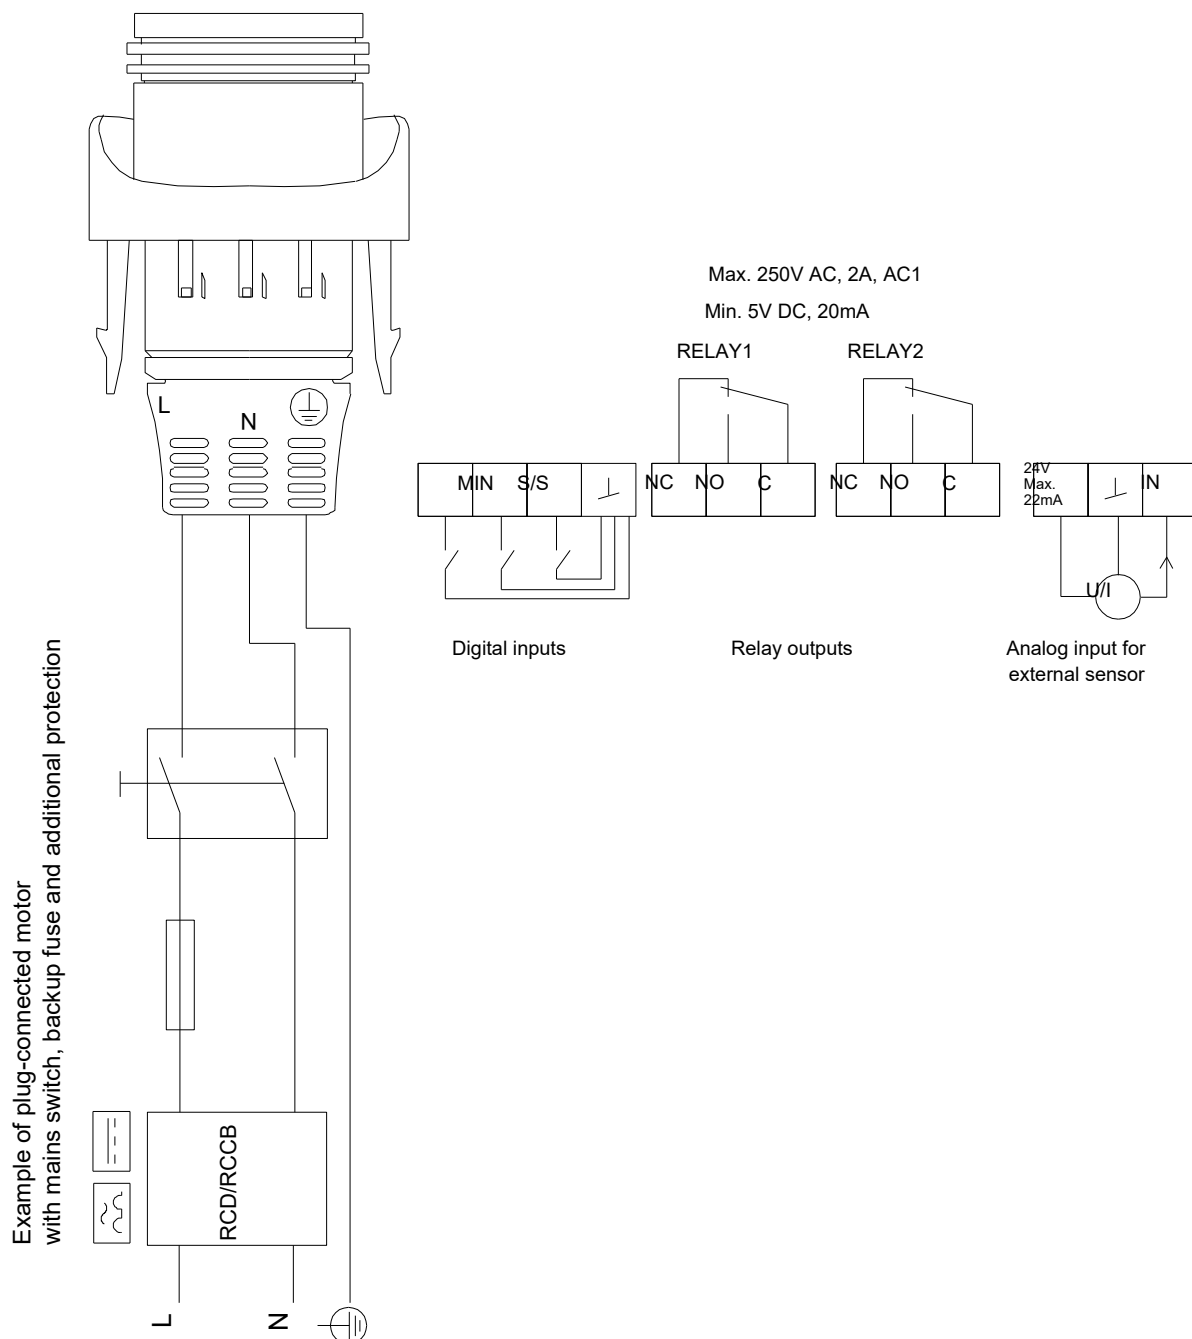 Max. 250V AC, 2A, AC1
Min. 5V DC, 20mA
RELAY1 RELAY2
L
N
MIN S/S NC NO C NC NO C
24V
Max.
22mA
IN
U/I
Digital inputs Relay outputs
Analog input for
external sensor
Example of plug-connected motor
with mains switch, backup fuse and additional protection
RCD/RCCB
L N